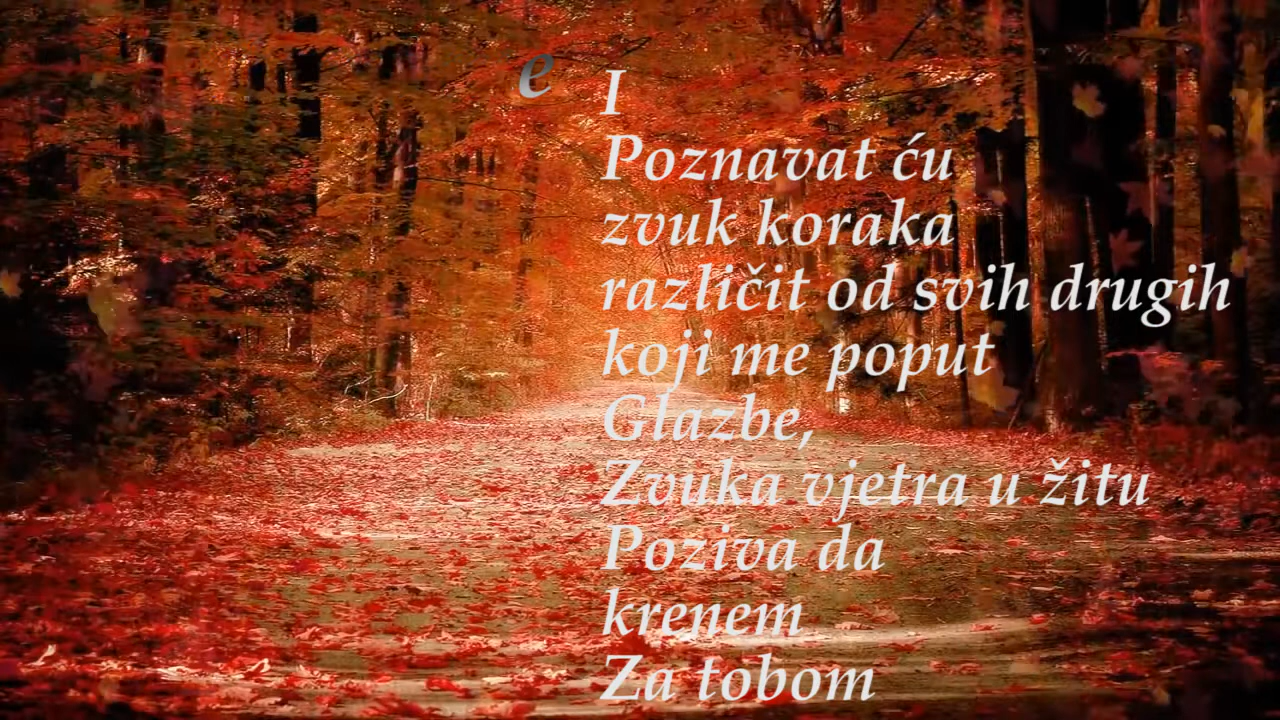 e
I
Poznavat ću
zvuk koraka
različit od svih drugih
koji me poput
Glazbe,
Zvuka vjetra u žitu
Poziva da
krenem
Za tobom